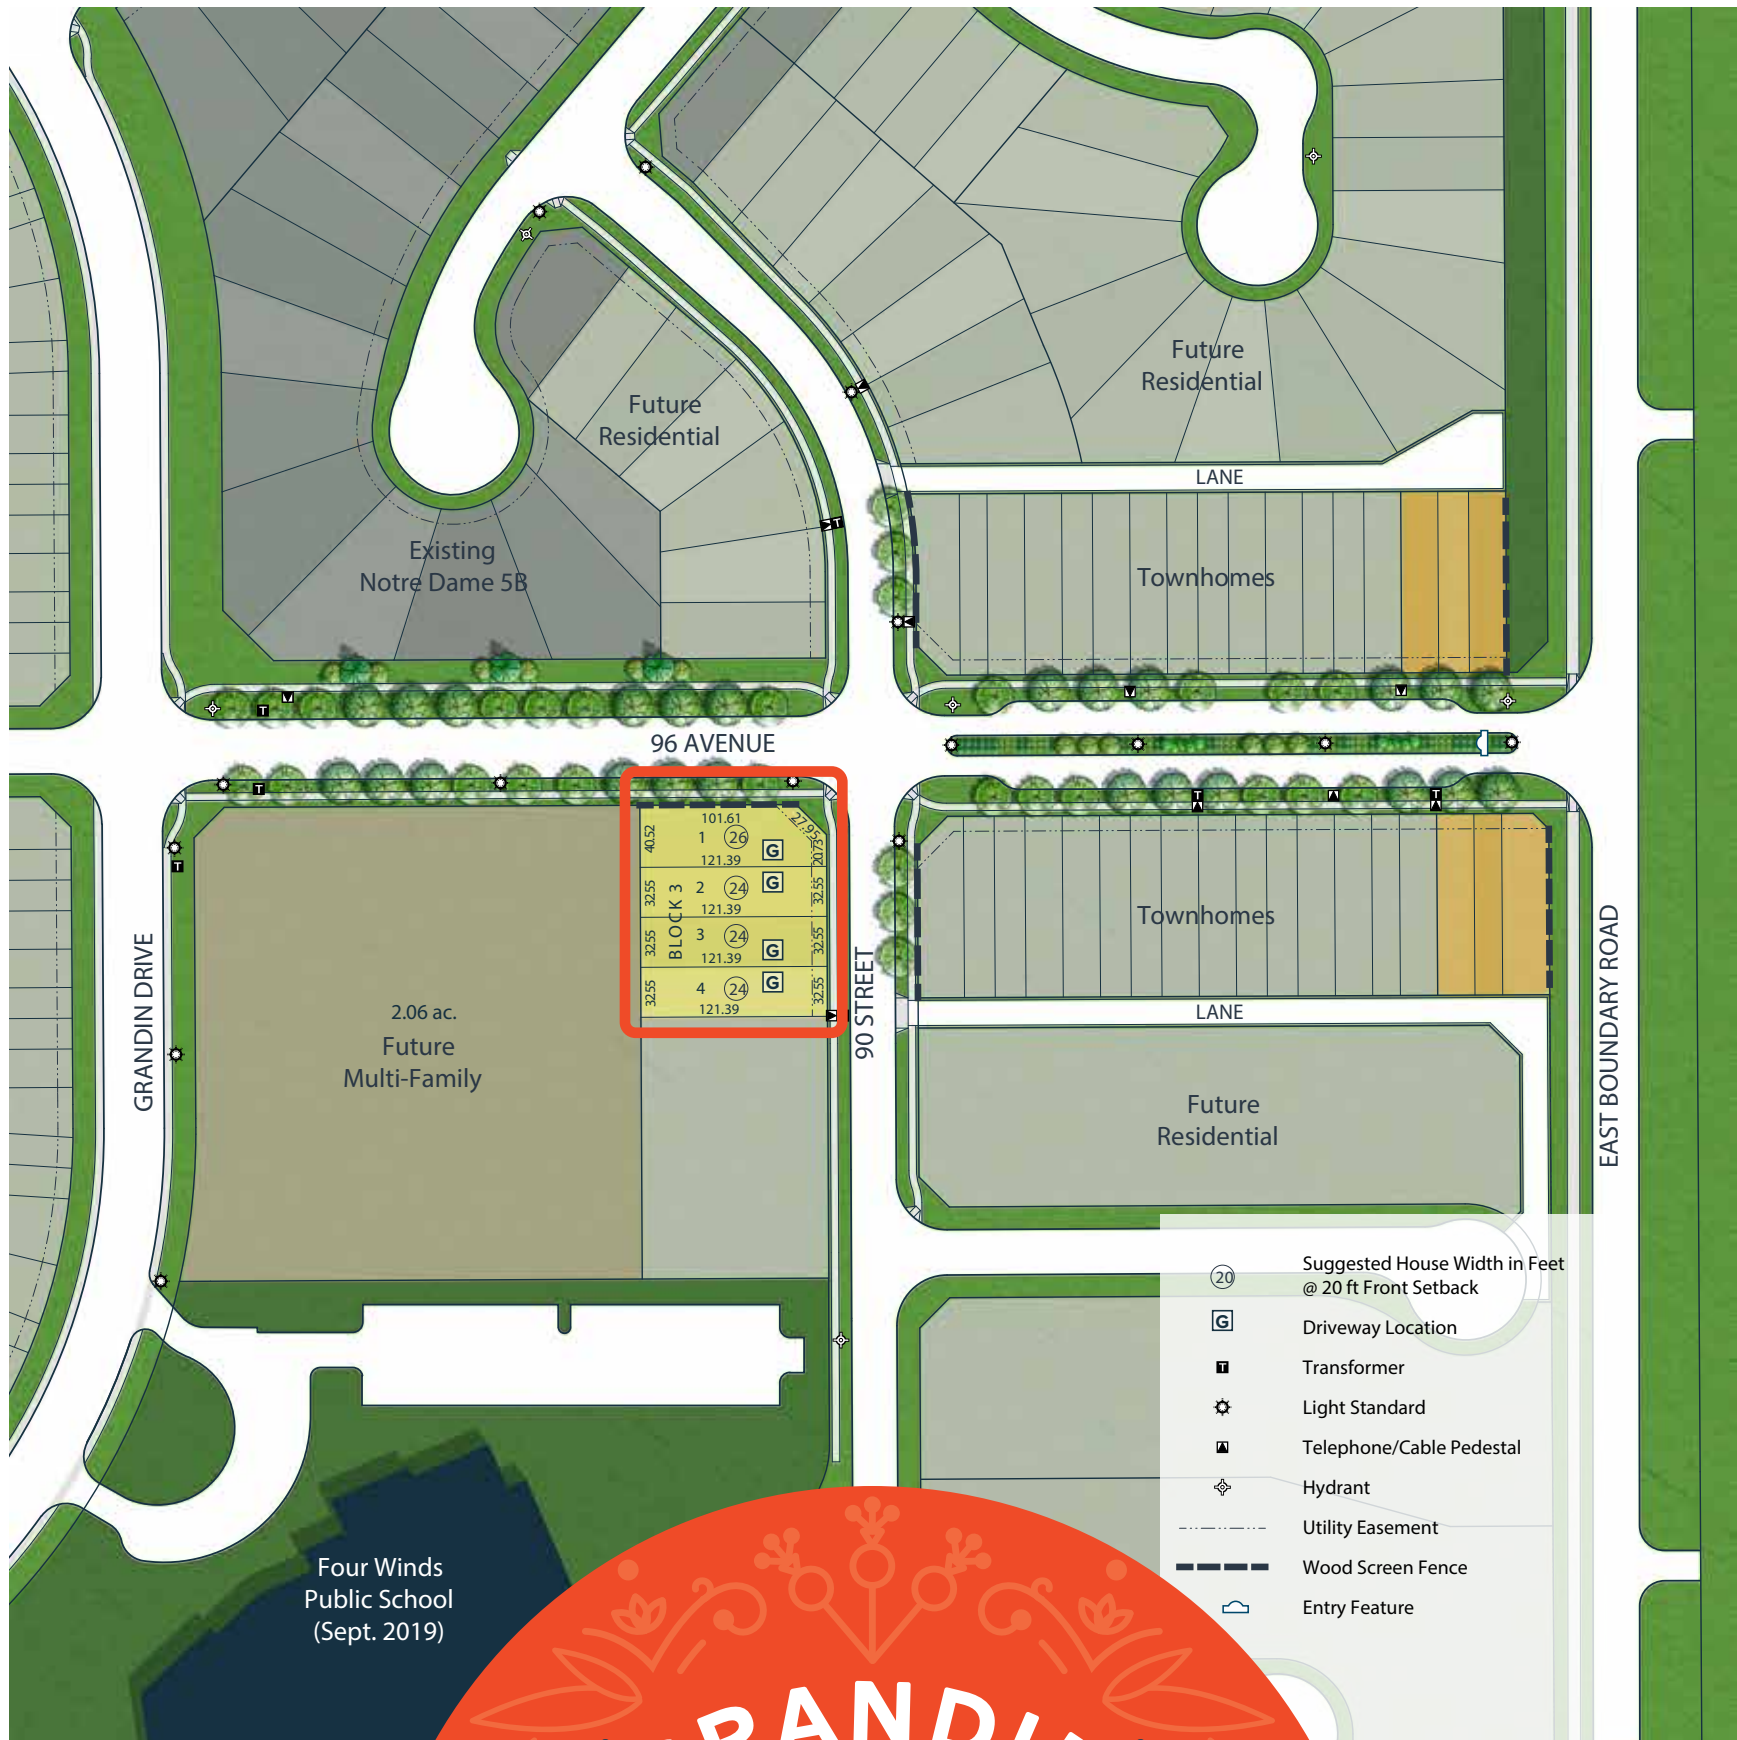 Future
Residential
Future
Residential
LANE
Existing
Notre Dame 5B
Townhomes
96 AVENUE
101.61
27.95
40.52
1 26
G
20.73
121.39
BLOCK 3
32.55
2 24
G
32.55
121.39
32.55
3 24
G
32.55
121.39
32.55
4 24
G
32.55
121.39
Townhomes
GRANDIN DRIVE
90 STREET
EAST BOUNDARY ROAD
LANE
2.06 ac.
Future
Multi-Family
Future
Residential
20 Suggested House Width in Feet
@ 20 ft Front Setback
G Driveway Location
T Transformer
Light Standard
Telephone/Cable Pedestal
Hydrant
Utility Easement
Wood Screen Fence
Entry Feature
Four Winds
Public School
(Sept. 2019)